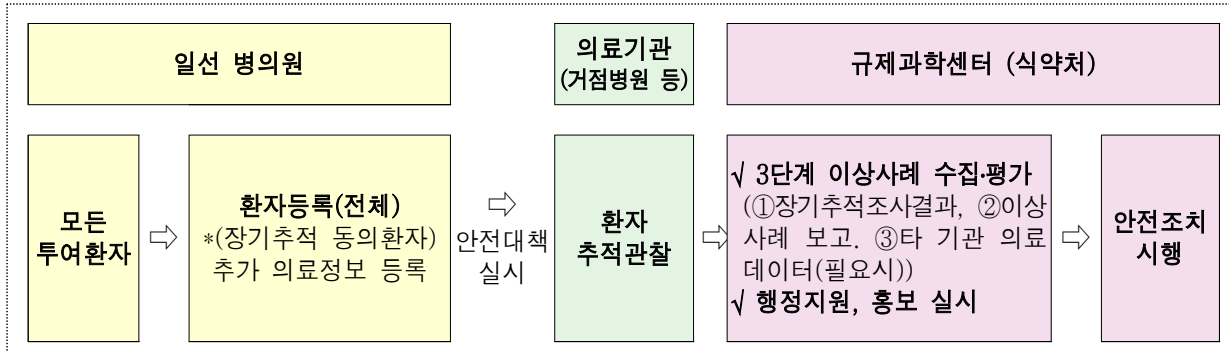 일선 병의원
의료기관
(거점병원 등)
규제과학센터 (식약처)
모든
투여환자
⇨
환자등록(전체)
*(장기추적 동의환자)
추가 의료정보 등록
⇨
안전대책
실시
환자
추적관찰
⇨
√ 3단계 이상사례 수집·평가
(①장기추적조사결과, ②이상
사례 보고. ③타 기관 의료
데이터(필요시))
√ 행정지원, 홍보 실시
⇨
안전조치
시행